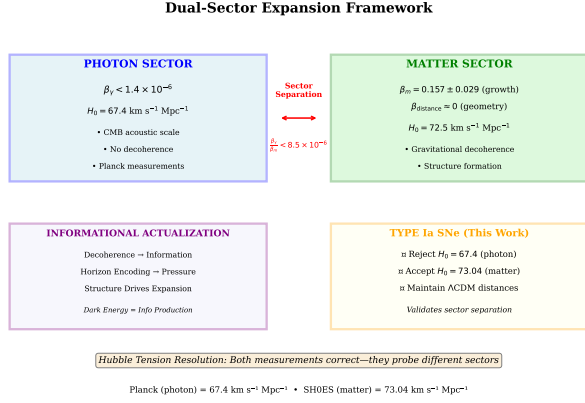 Dual-Sector Expansion Framework
PHOTON SECTOR
βγ < 1.4 × 10⁻⁶
H₀ = 67.4 km s⁻¹ Mpc⁻¹
• CMB acoustic scale
• No decoherence
• Planck measurements
Sector
Separation
βγ/βm < 8.5 × 10⁻⁶
MATTER SECTOR
βm = 0.157 ± 0.029 (growth)
βdistance ≈ 0 (geometry)
H₀ = 72.5 km s⁻¹ Mpc⁻¹
• Gravitational decoherence
• Structure formation
INFORMATIONAL ACTUALIZATION
Decoherence → Information
Horizon Encoding → Pressure
Structure Drives Expansion
Dark Energy = Info Production
TYPE Ia SNe (This Work)
Reject H₀ = 67.4 (photon)
Accept H₀ = 73.04 (matter)
Maintain ΛCDM distances
Validates sector separation
Hubble Tension Resolution: Both measurements correct—they probe different sectors
Planck (photon) = 67.4 km s⁻¹ Mpc⁻¹ • SH0ES (matter) = 73.04 km s⁻¹ Mpc⁻¹